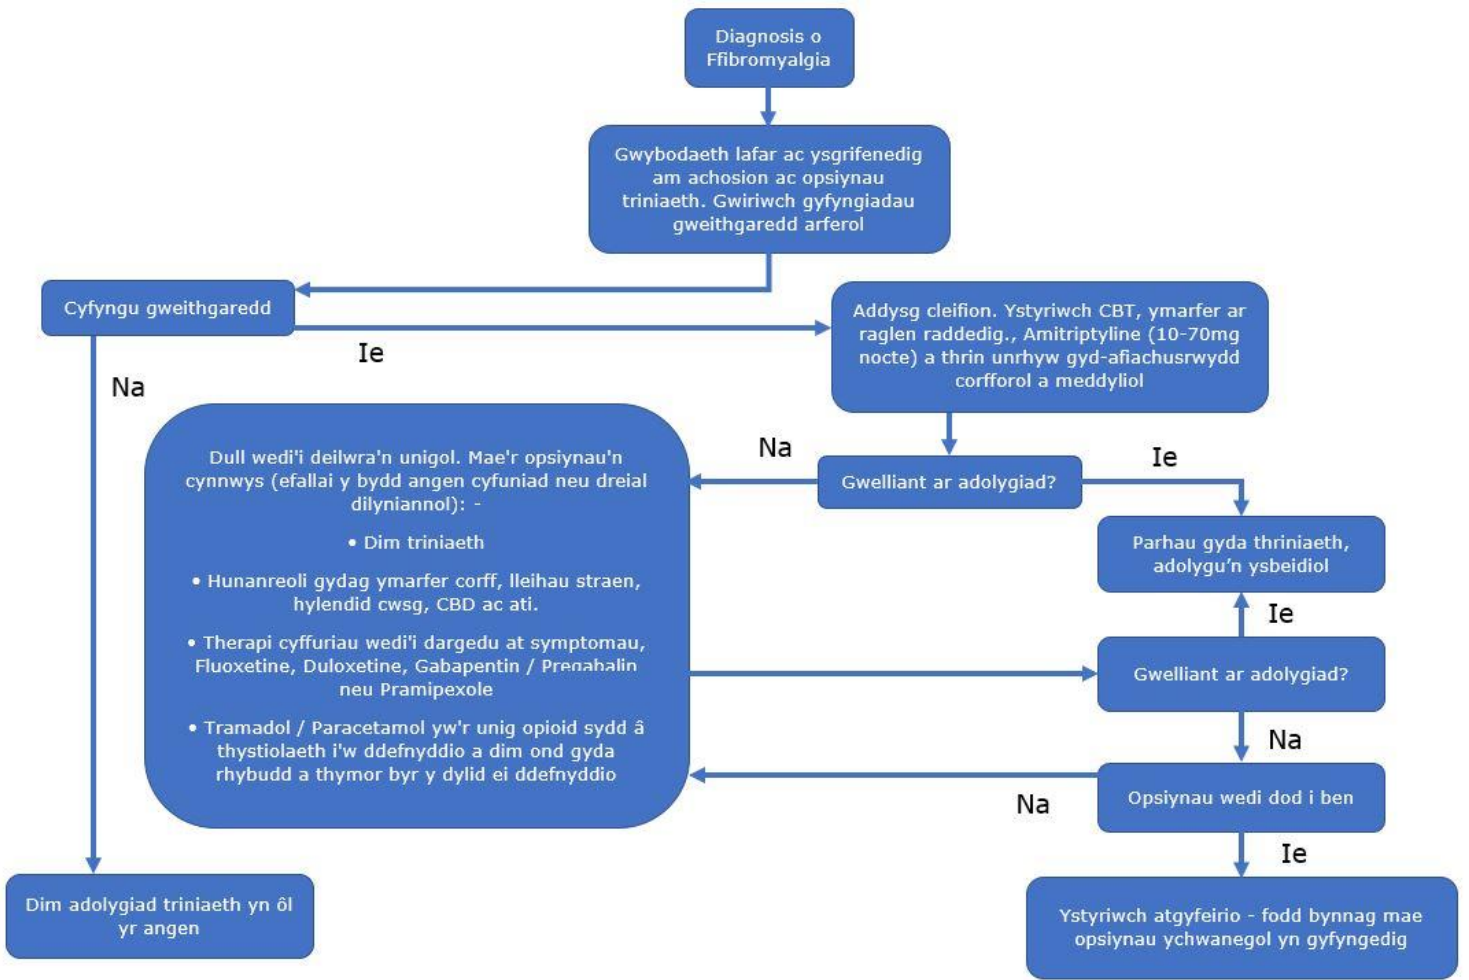 Diagnosis o
Ffibromyalgia
Gwybodaeth lafar ac ysgrifenedig
am achosion ac opsiynau
triniaeth. Gwiriwch gyfyngiadau
gweithgaredd arferol
Cyfyngu gweithgaredd
Ie
Na
Addysg cleifion. Ystyriwch CBT, ymarfer ar
raglen raddedig., Amitriptyline (10-70mg
nocte) a thrin unrhyw gyd-afiachusrwydd
corfforol a meddyliol
Gwelliant ar adolygiad?
Na
Ie
Dull wedi'i deilwra'n unigol. Mae'r opsiynau'n
cynnwys (efallai y bydd angen cyfuniad neu dreial
dilyniannol): -
• Dim triniaeth
• Hunanreoli gydag ymarfer corff, lleihau straen,
hylendid cwsg, CBD ac ati.
• Therapi cyffuriau wedi'i dargedu at symptomau,
Fluoxetine, Duloxetine, Gabapentin / Pregabalin
neu Pramipexole
• Tramadol / Paracetamol yw'r unig opioid sydd â
thystiolaeth i'w ddefnyddio a dim ond gyda
rhybudd a thymor byr y dylid ei ddefnyddio
Parhau gyda thriniaeth,
adolygu’n ysbeidiol
Ie
Gwelliant ar adolygiad?
Na
Opsiynau wedi dod i ben
Na
Ie
Ystyriwch atgyfeirio - fodd bynnag mae
opsiynau ychwanegol yn gyfyngedig
Dim adolygiad triniaeth yn ôl
yr angen